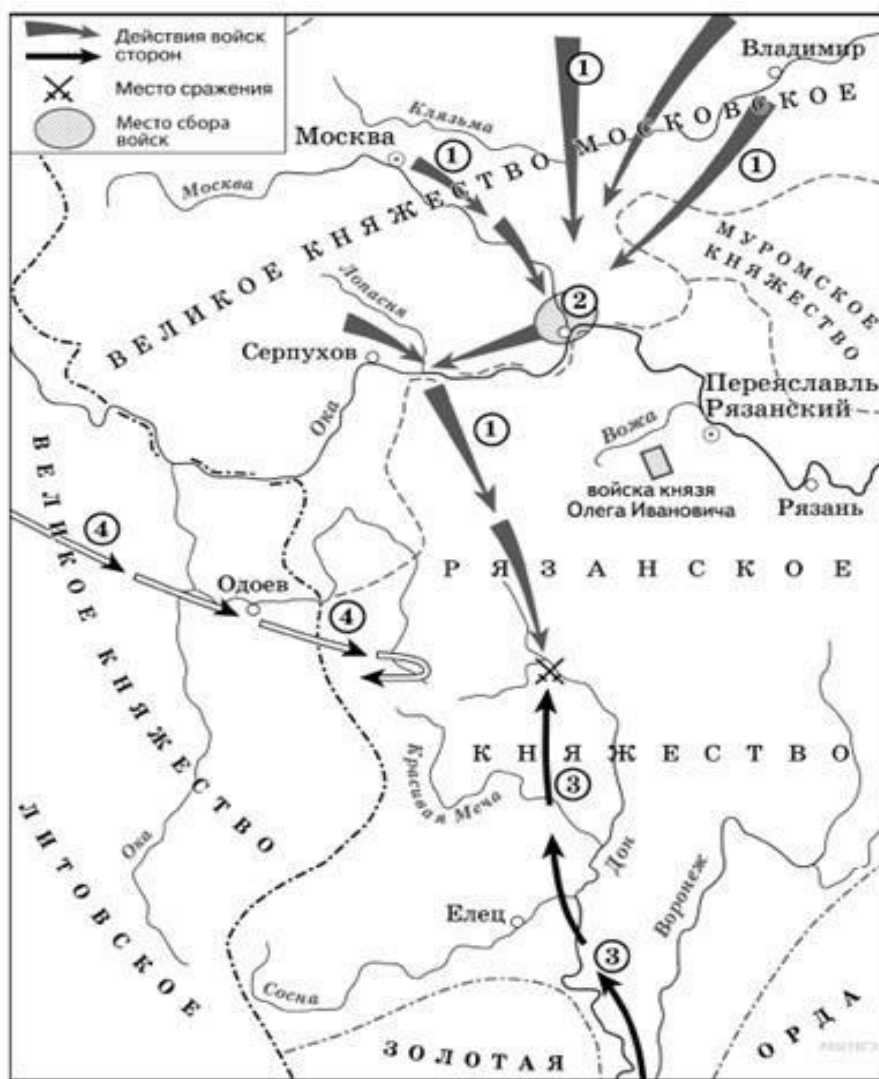 Действия войск
сторон
Место сражения
Место сбора
войск
Владимир
1
Клязьма
Москва
1
1
Москва
ВЕЛИКОЕ КНЯЖЕСТВО МОСКОВСКОЕ
МУРОМСКОЕ
КНЯЖЕСТВО
Лопасня
2
Серпухов
Переяславль
Рязанский
Ока
1
Вожа
войска князя
Олега Ивановича
Рязань
4
РЯЗАНСКОЕ
Одоев
4
КНЯЖЕСТВО
3
Красивая Меча
ВЕЛИКОЕ КНЯЖЕСТВО
ЛИТОВСКОЕ
Ока
Дон
Воронеж
Елец
3
Сосна
ЗОЛОТАЯ
ОРДА